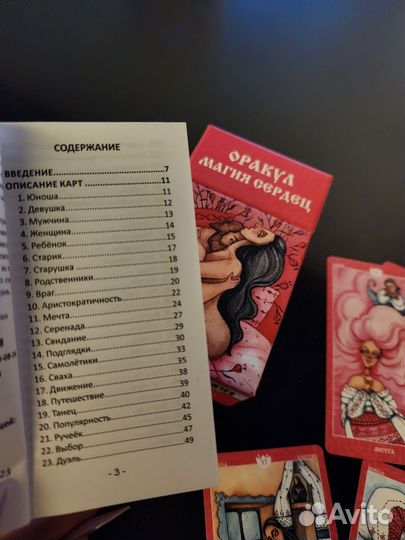 СОДЕРЖАНИЕ
ВВЕДЕНИЕ 7
ОПИСАНИЕ КАРТ 11
1. Юноша 11
2. Девушка 12
3. Мужчина 13
4. Женщина 14
5. Ребёнок 15
6. Старик 17
7. Старушка 18
8. Родственники 19
9. Враг 20
10. Аристократичность 22
11. Мечта 24
12. Серенада 27
13. Свидание 29
14. Подглядки 30
15. Самолётики 33
16. Сваха 35
17. Движение 38
18. Путешествие 38
19. Танец 40
20. Популярность 42
21. Ручеёк 45
22. Выбор 47
23. Дуэль 49
- 3 -
ОРАКУЛ
МАГИЯ СЕРДЕЦ
МЕЧТА
Avito